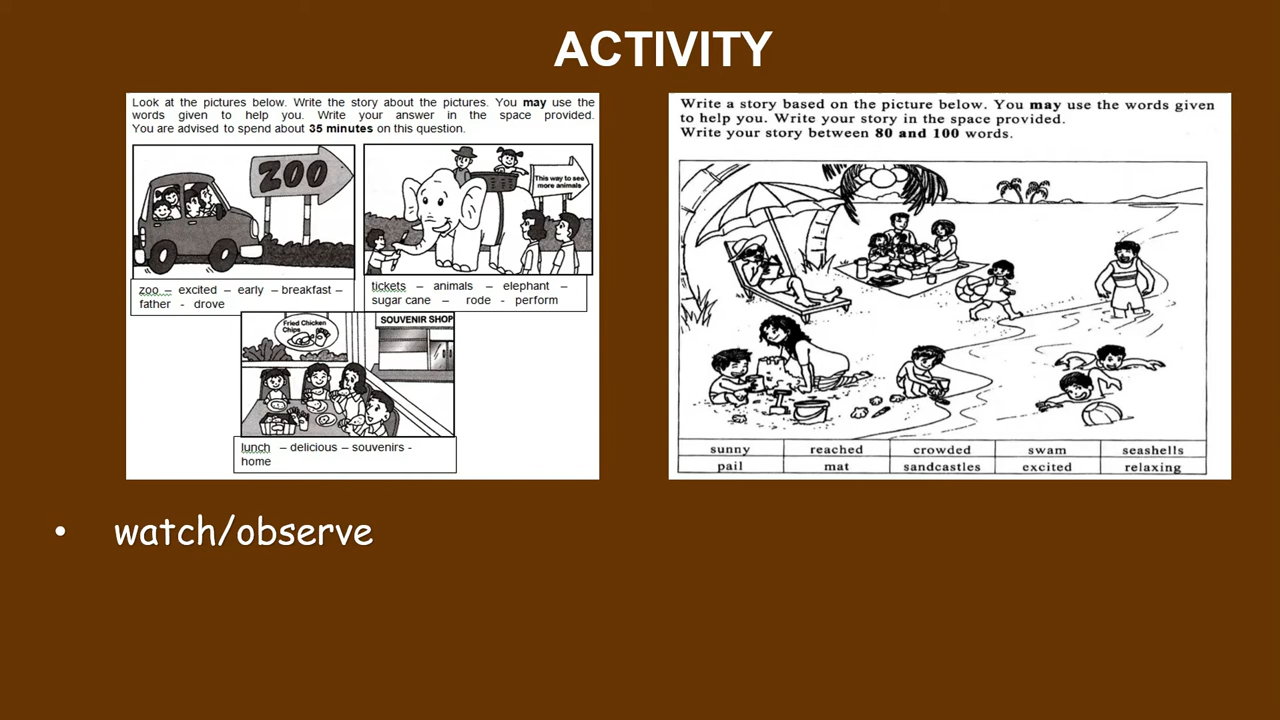 ACTIVITY
Look at the pictures below. Write the story about the pictures. You may use the
words given to help you. Write your answer in the space provided.
You are advised to spend about 35 minutes on this question.
ZOO
This way to see
more animals
zoo – excited – early – breakfast –
father - drove
tickets – animals – elephant –
sugar cane – rode - perform
Fried Chicken
Chips
SOUVENIR SHOP
lunch – delicious – souvenirs -
home
Write a story based on the picture below. You may use the words given
to help you. Write your story in the space provided.
Write your story between 80 and 100 words.
sunny reached crowded swam seashells
pail mat sandcastles excited relaxing
• watch/observe